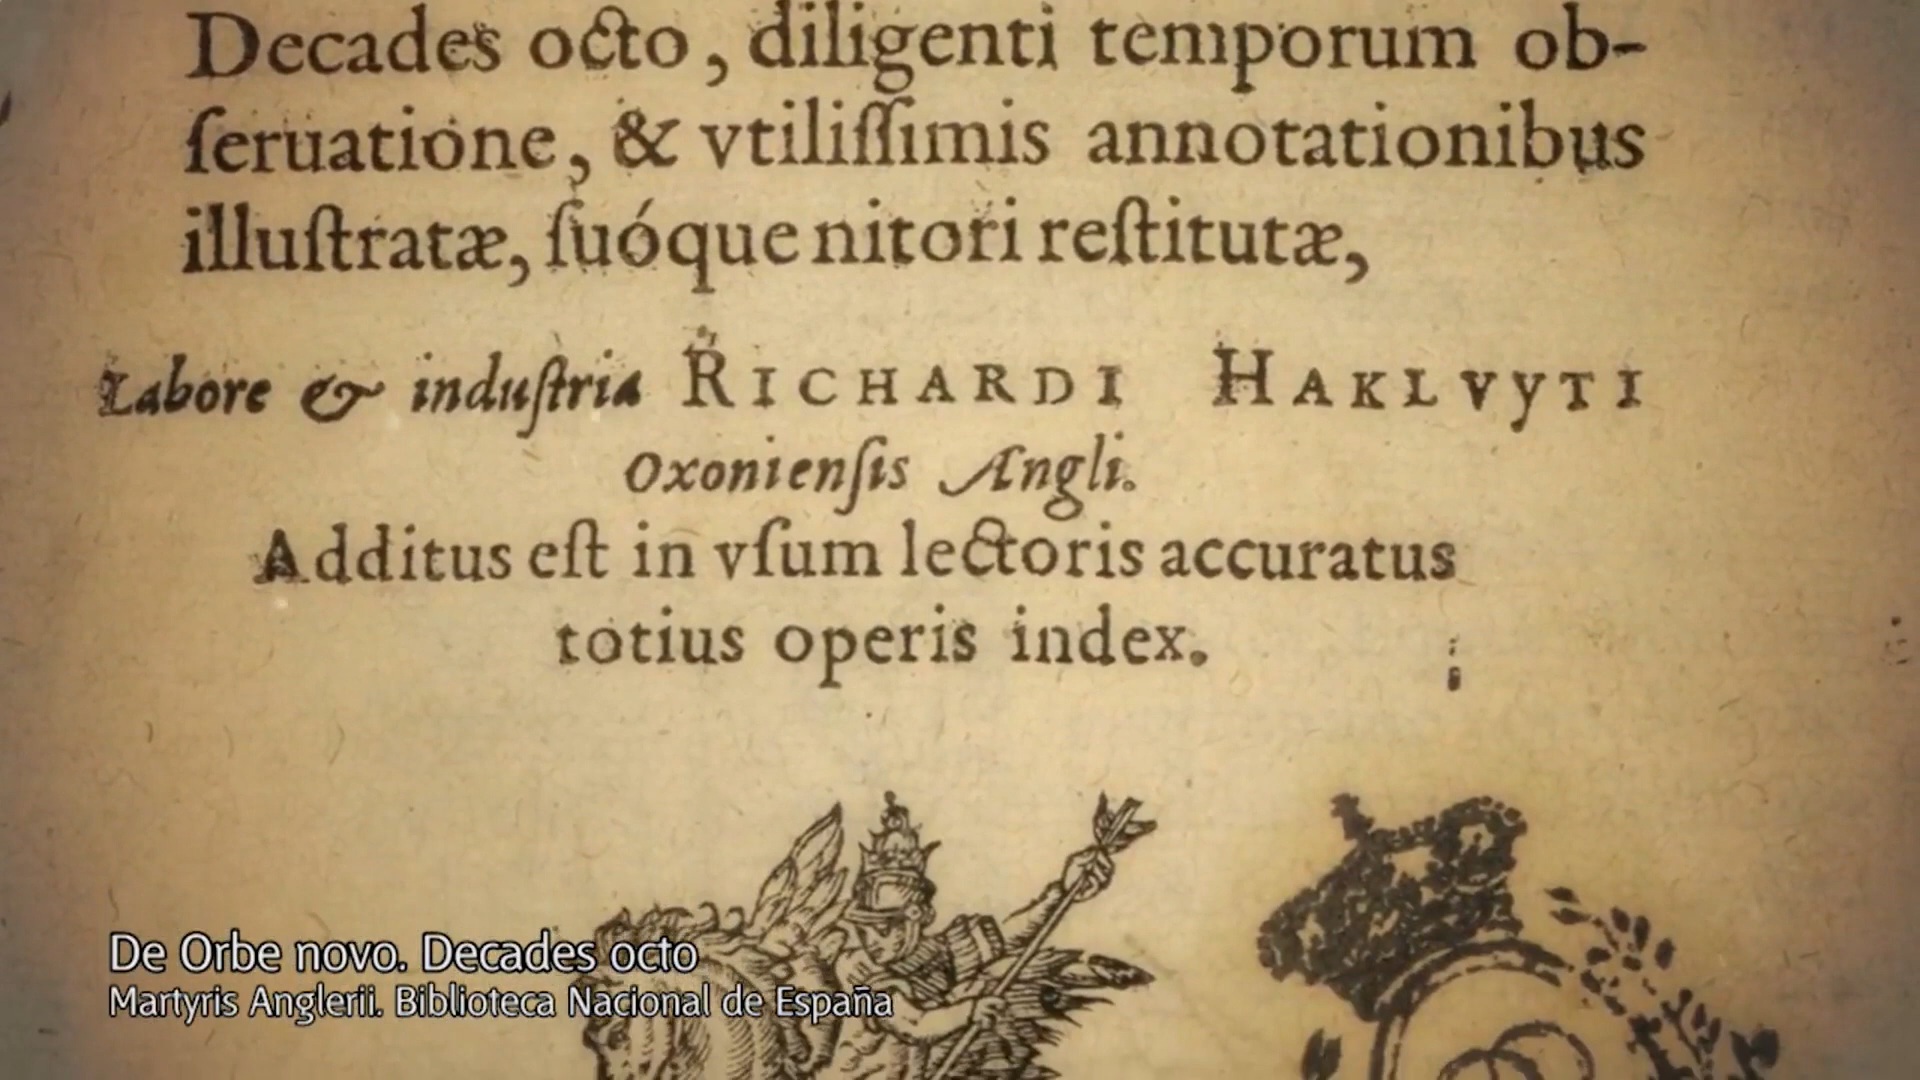 Decades octo, diligenti temporum ob-
ſeruatione, & vtiliſſimis annotationibus
illuſtratæ, ſuóque nitori reſtitutæ,
Labore & induſtria RICHARDI HAKLVYTI
Oxonienſis Angli.
Additus eſt in vſum lectoris accuratus
totius operis index.
De Orbe novo. Decades octo
Martyris Anglerii. Biblioteca Nacional de España